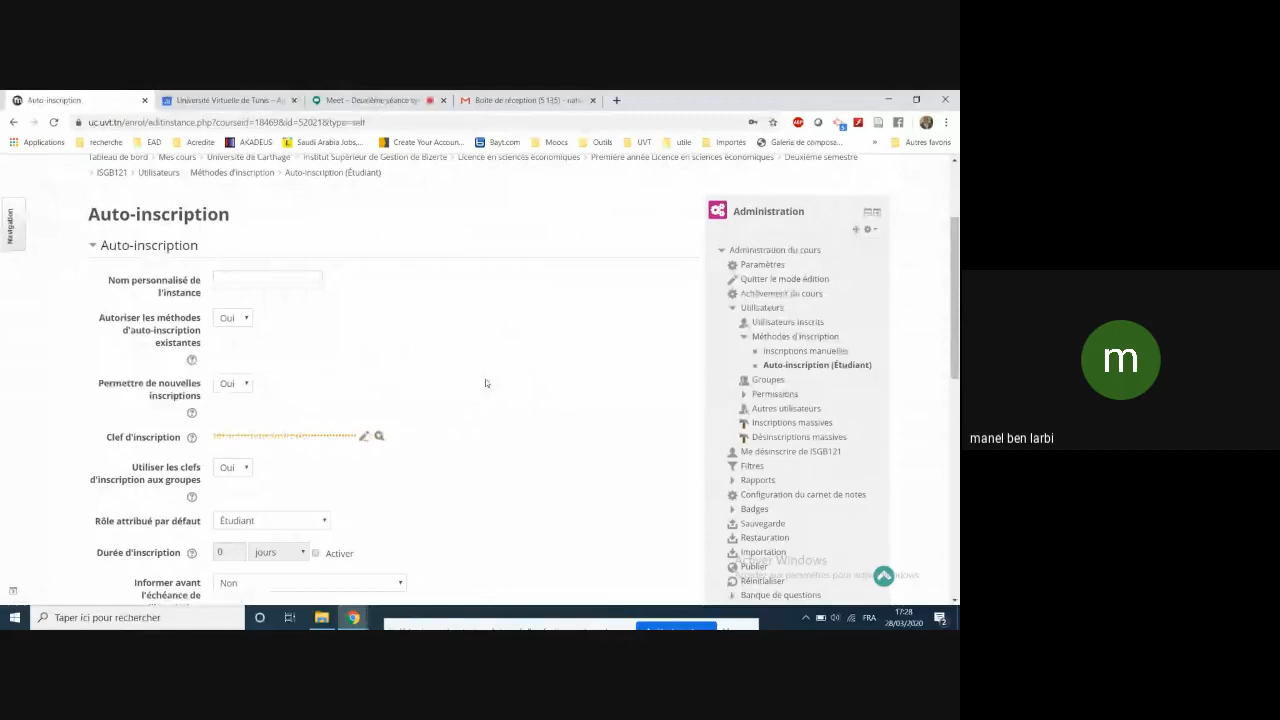 Auto-inscription
Université Virtuelle de Tunis – A
Meet – Deuxième séance
Boîte de réception (5 135) - na
uc.uvt.tn/enrol/editinstance.php?courseid=18469&id=520218&type=self
Applications
recherche
EAD
Acredite
AKADEUS
Saudi Arabia Jobs,...
Create Your Accoun...
Bayt.com
Moocs
Outils
UVT
utile
Importés
Galeria de composa...
»
Autres favoris
Tableau de bord › Mes cours › Université de Carthage › Institut Supérieur de Gestion de Bizerte › Licence en sciences économiques › Première année Licence en sciences économiques › Deuxième semestre
› ISGB121 › Utilisateurs › Méthodes d'inscription › Auto-inscription (Étudiant)
Navigation
Auto-inscription
Auto-inscription
Nom personnalisé de
l'instance
Autoriser les méthodes
d'auto-inscription
existantes
Oui
Permettre de nouvelles
inscriptions
Oui
Clef d'inscription
Utiliser les clefs
d'inscription aux groupes
Oui
Rôle attribué par défaut
Étudiant
Durée d'inscription
0
jours
Activer
Informer avant
l'échéance de
Non
Administration
Administration du cours
Paramètres
Quitter le mode édition
Achèvement du cours
Utilisateurs
Utilisateurs inscrits
Méthodes d'inscription
Inscriptions manuelles
Auto-inscription (Étudiant)
Groupes
Permissions
Autres utilisateurs
Inscriptions massives
Désinscriptions massives
Me désinscrire de ISGB121
Filtres
Rapports
Configuration du carnet de notes
Badges
Sauvegarde
Restauration
Importation
Publier
Réinitialiser
Banque de questions
Activer Windows
Taper ici pour rechercher
FRA
17:28
28/03/2020
m
manel ben larbi